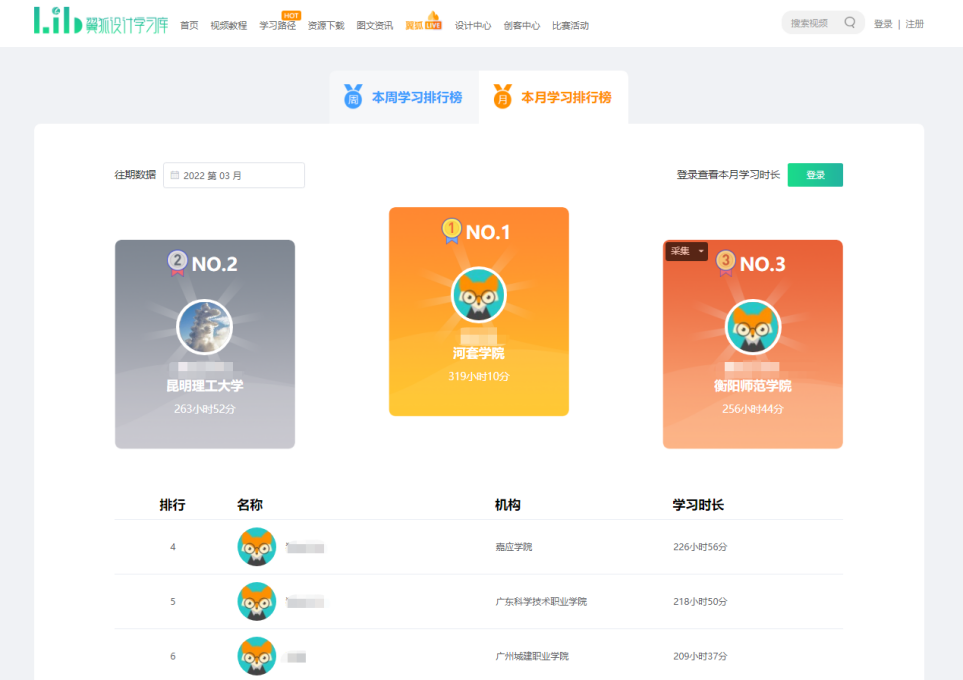 Lib 翼狐设计学习库 首页 视频教程 学习路径 HOT 资源下载 图文资讯 翼狐 LIVE 设计中心 创客中心 比赛活动 搜索视频 登录 | 注册
周 本周学习排行榜 月 本月学习排行榜
往期数据 2022 第 03 月 登录查看本月学习时长 登录
1 NO.1
2 NO.2
采集 3 NO.3
河套学院
319小时10分
昆明理工大学
263小时52分
衡阳师范学院
256小时44分
排行 名称 机构 学习时长
4 嘉应学院 226小时56分
5 广东科学技术职业学院 218小时50分
6 广州城建职业学院 209小时37分